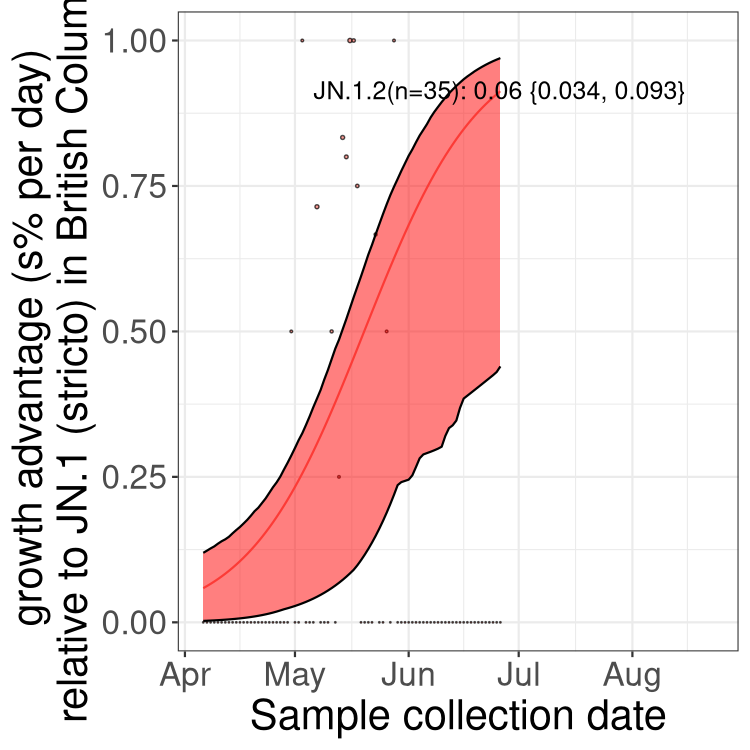 growth advantage (s% per day)
relative to JN.1 (stricto) in British Colum
1.00
0.75
0.50
0.25
0.00
JN.1.2(n=35): 0.06 {0.034, 0.093}
Apr May Jun Jul Aug
Sample collection date